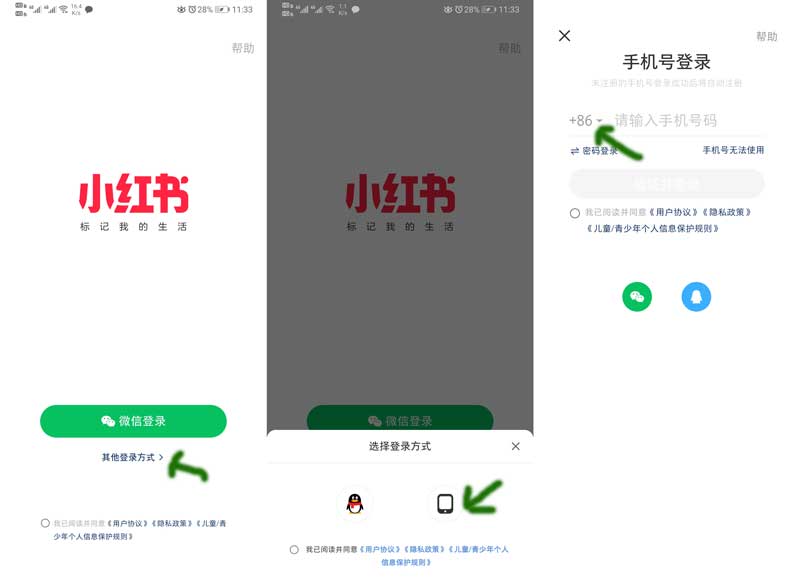 16.4
K/s
28%
11:33
帮助
小红书
标记我的生活
微信登录
其他登录方式 >
我已阅读并同意《用户协议》《隐私政策》《儿童/青
少年个人信息保护规则》
1.1
K/s
28%
11:33
帮助
小红书
标记我的生活
微信登录
选择登录方式
我已阅读并同意《用户协议》《隐私政策》《儿童/青少年个人
信息保护规则》
帮助
手机号登录
未注册的手机号登录成功后将自动注册
+86
请输入手机号码
密码登录
手机号无法使用
验证并登录
我已阅读并同意《用户协议》《隐私政策》
《儿童/青少年个人信息保护规则》